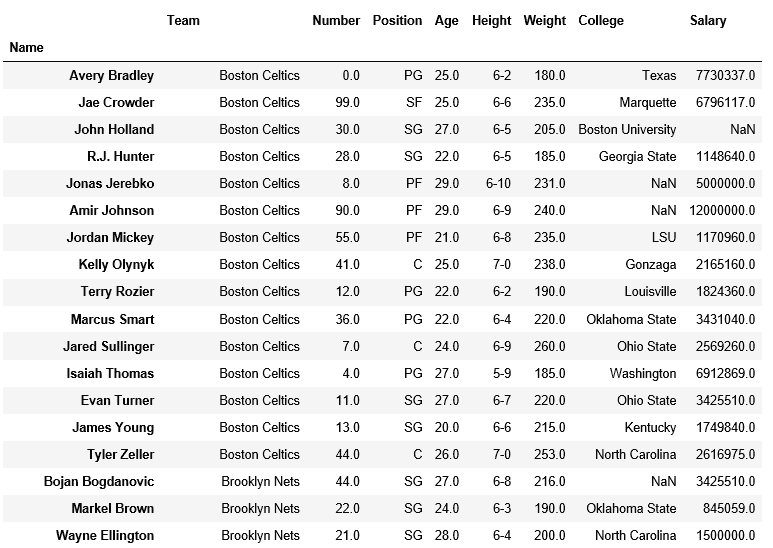 Team Number Position Age Height Weight College Salary
Name
Avery Bradley Boston Celtics 0.0 PG 25.0 6-2 180.0 Texas 7730337.0
Jae Crowder Boston Celtics 99.0 SF 25.0 6-6 235.0 Marquette 6796117.0
John Holland Boston Celtics 30.0 SG 27.0 6-5 205.0 Boston University NaN
R.J. Hunter Boston Celtics 28.0 SG 22.0 6-5 185.0 Georgia State 1148640.0
Jonas Jerebko Boston Celtics 8.0 PF 29.0 6-10 231.0 NaN 5000000.0
Amir Johnson Boston Celtics 90.0 PF 29.0 6-9 240.0 NaN 12000000.0
Jordan Mickey Boston Celtics 55.0 PF 21.0 6-8 235.0 LSU 1170960.0
Kelly Olynyk Boston Celtics 41.0 C 25.0 7-0 238.0 Gonzaga 2165160.0
Terry Rozier Boston Celtics 12.0 PG 22.0 6-2 190.0 Louisville 1824360.0
Marcus Smart Boston Celtics 36.0 PG 22.0 6-4 220.0 Oklahoma State 3431040.0
Jared Sullinger Boston Celtics 7.0 C 24.0 6-9 260.0 Ohio State 2569260.0
Isaiah Thomas Boston Celtics 4.0 PG 27.0 5-9 185.0 Washington 6912869.0
Evan Turner Boston Celtics 11.0 SG 27.0 6-7 220.0 Ohio State 3425510.0
James Young Boston Celtics 13.0 SG 20.0 6-6 215.0 Kentucky 1749840.0
Tyler Zeller Boston Celtics 44.0 C 26.0 7-0 253.0 North Carolina 2616975.0
Bojan Bogdanovic Brooklyn Nets 44.0 SG 27.0 6-8 216.0 NaN 3425510.0
Markel Brown Brooklyn Nets 22.0 SG 24.0 6-3 190.0 Oklahoma State 845059.0
Wayne Ellington Brooklyn Nets 21.0 SG 28.0 6-4 200.0 North Carolina 1500000.0